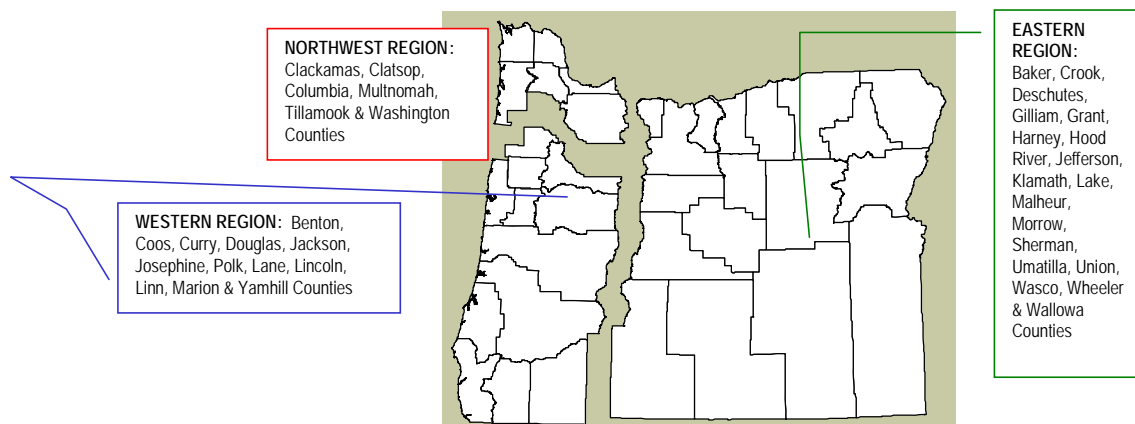 NORTHWEST REGION:
Clackamas, Clatsop,
Columbia, Multnomah,
Tillamook & Washington
Counties
WESTERN REGION: Benton,
Coos, Curry, Douglas, Jackson,
Josephine, Polk, Lane, Lincoln,
Linn, Marion & Yamhill Counties
EASTERN
REGION:
Baker, Crook,
Deschutes,
Gilliam, Grant,
Harney, Hood
River, Jefferson,
Klamath, Lake,
Malheur,
Morrow,
Sherman,
Umatilla, Union,
Wasco, Wheeler
& Wallowa
Counties